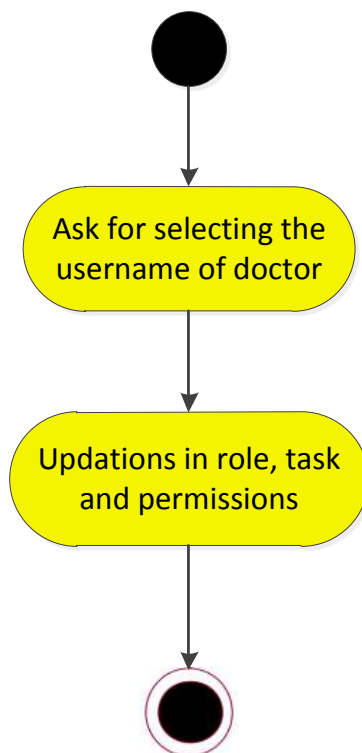 Ask for selecting the
username of doctor
Updations in role, task
and permissions